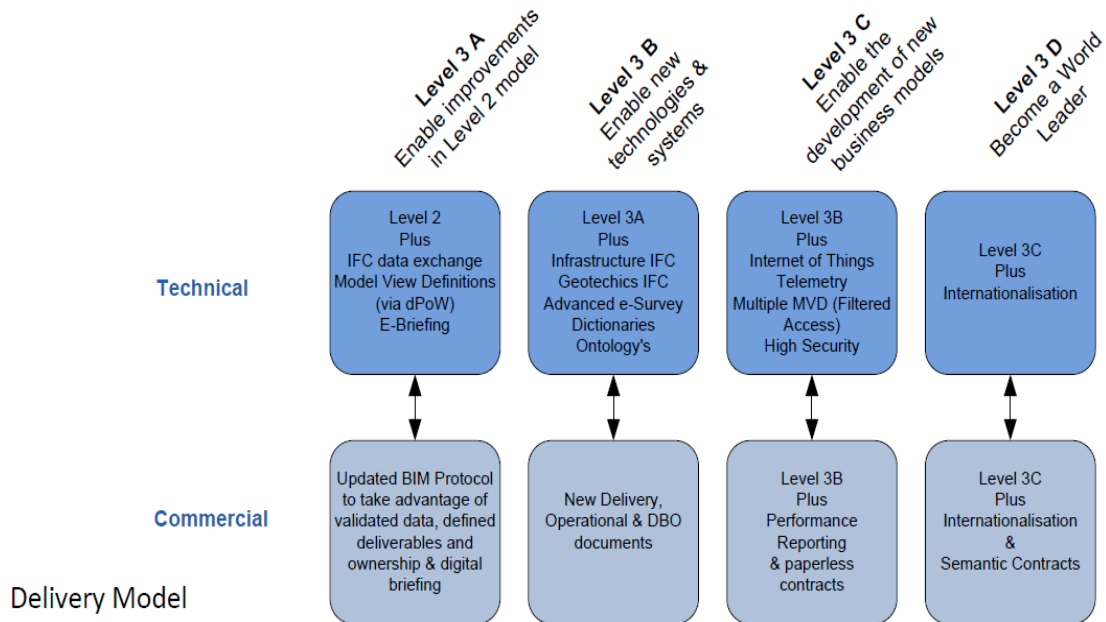 Level 3 A
Enable improvements
in Level 2 model
Level 3 B
Enable new
technologies &
systems
Level 3 C
Enable the
development of new
business models
Level 3 D
Become a World
Leader
Technical
Level 2
Plus
IFC data exchange
Model View Definitions
(via dPoW)
E-Briefing
Level 3A
Plus
Infrastructure IFC
Geotechics IFC
Advanced e-Survey
Dictionaries
Ontology's
Level 3B
Plus
Internet of Things
Telemetry
Multiple MVD (Filtered
Access)
High Security
Level 3C
Plus
Internationalisation
Commercial
Updated BIM Protocol
to take advantage of
validated data, defined
deliverables and
ownership & digital
briefing
New Delivery,
Operational & DBO
documents
Level 3B
Plus
Performance
Reporting
& paperless
contracts
Level 3C
Plus
Internationalisation
&
Semantic Contracts
Delivery Model